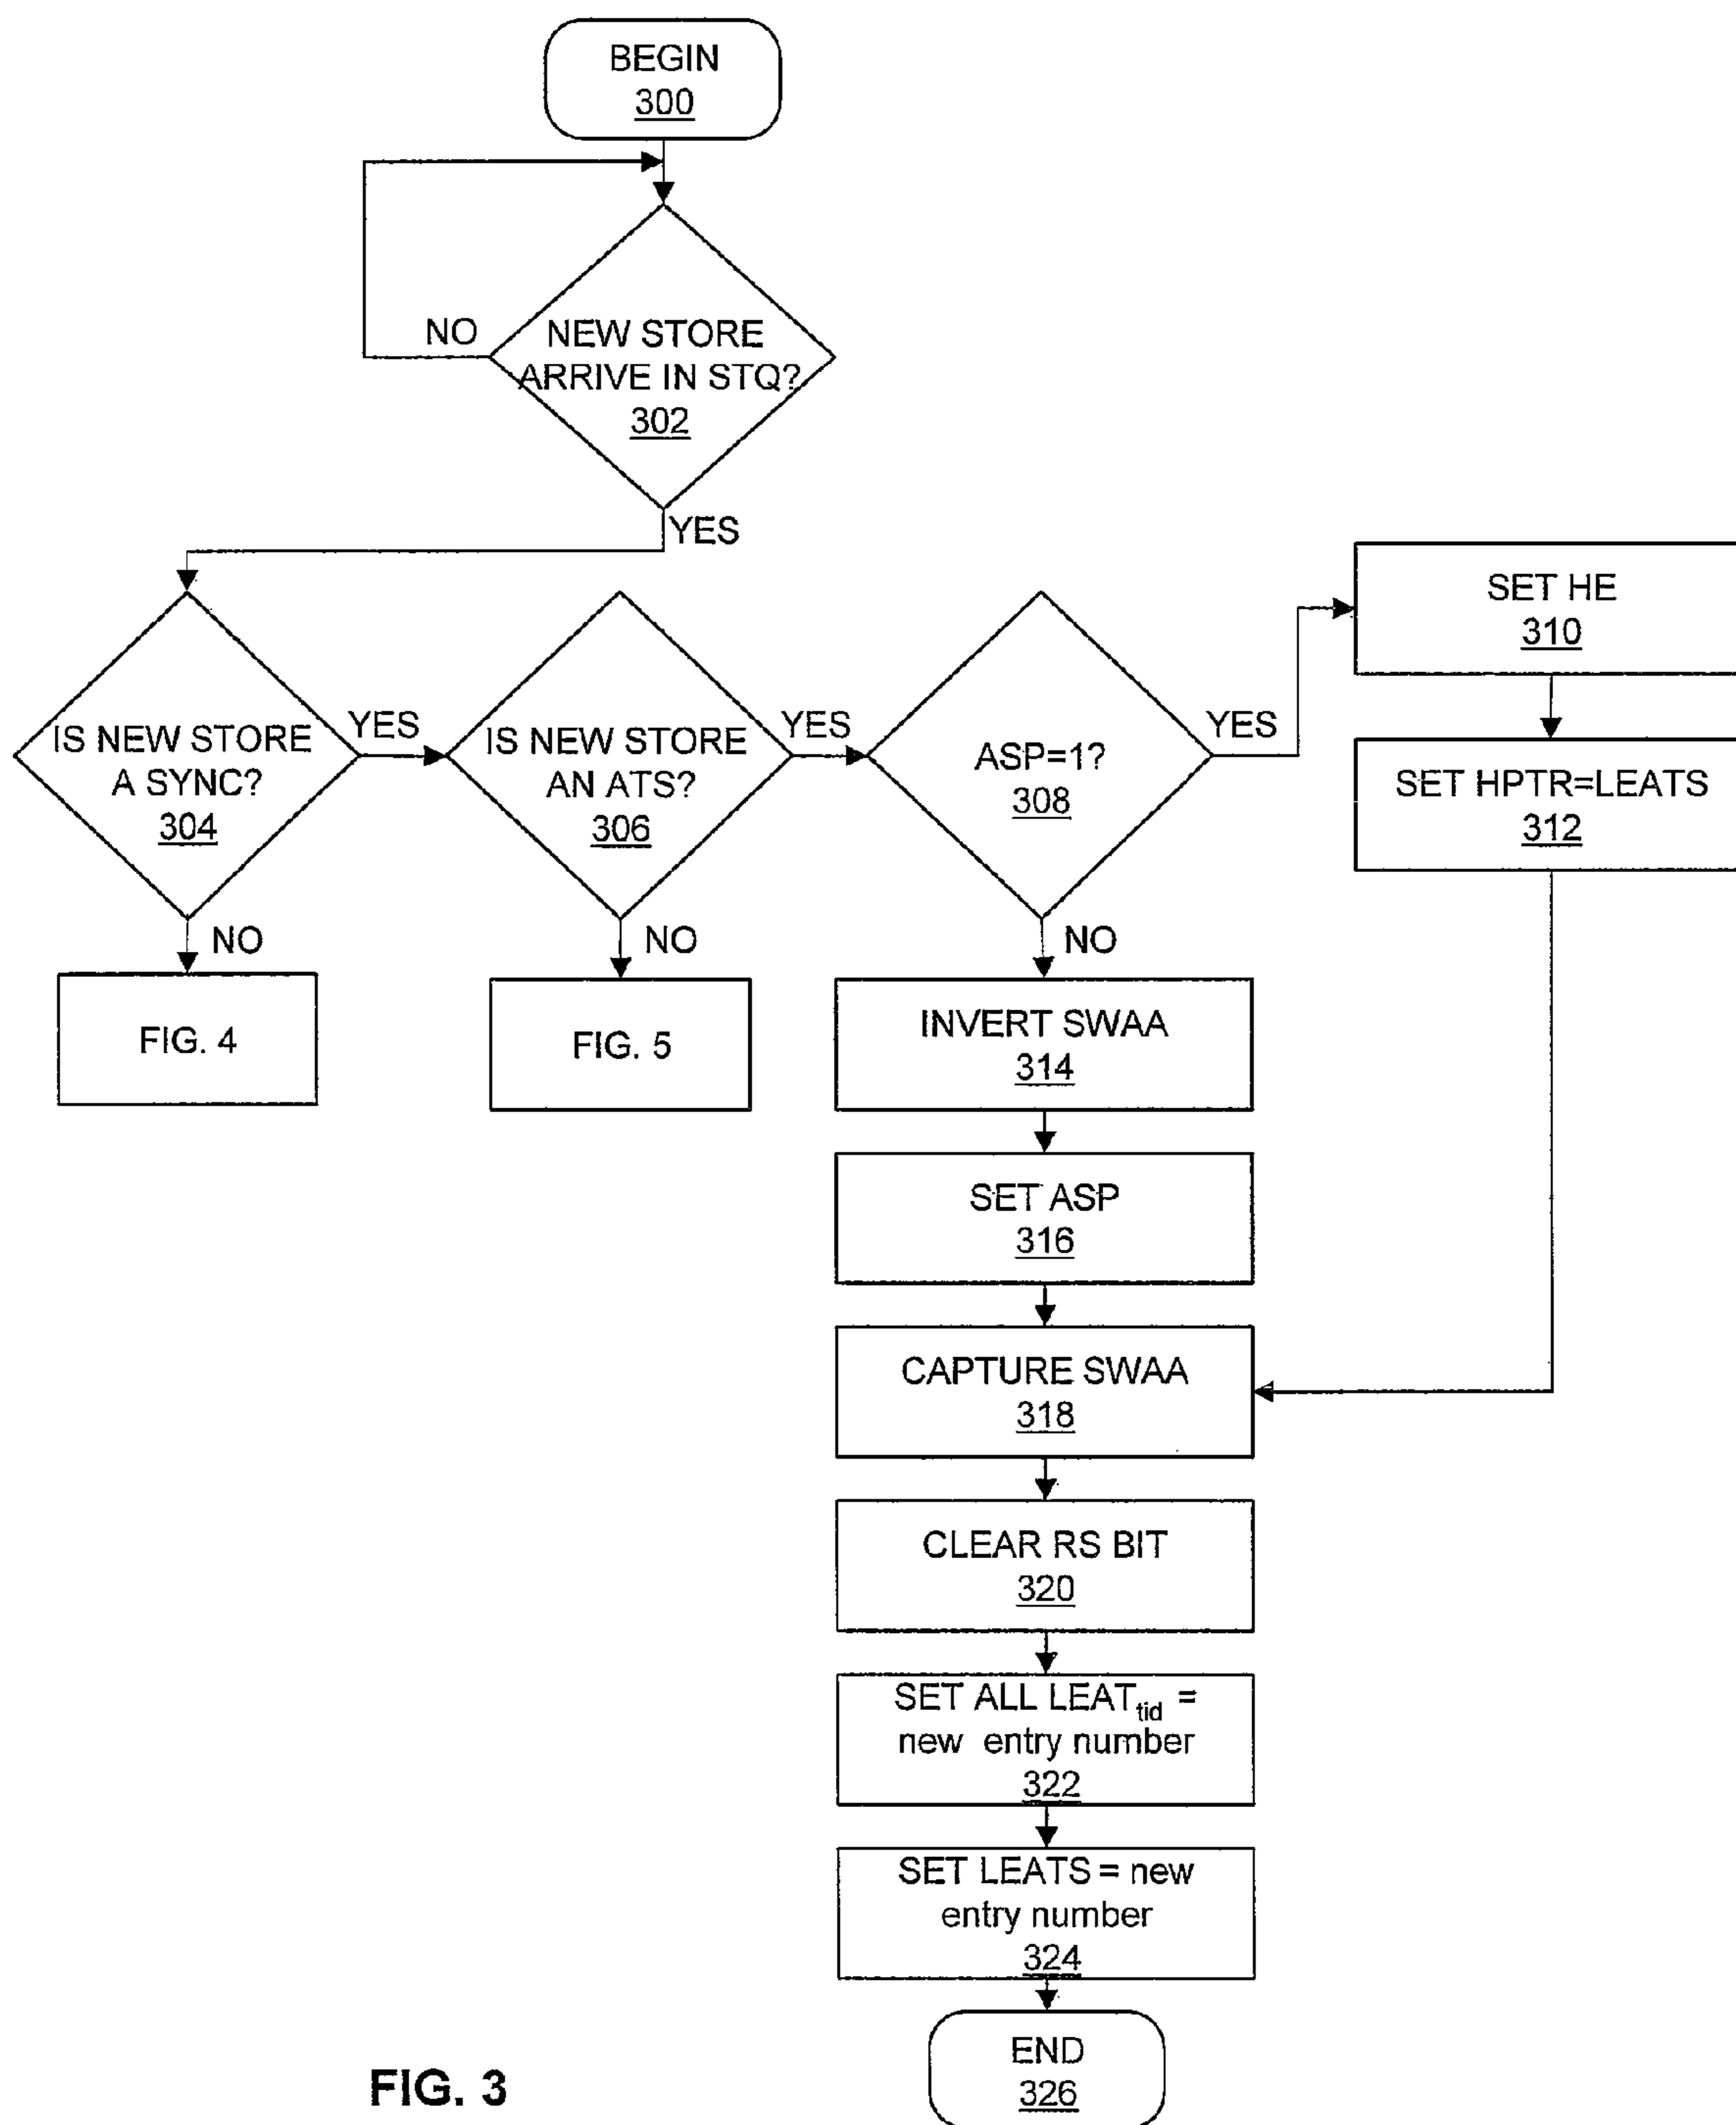 BEGIN
300
NO
NEW STORE
ARRIVE IN STQ?
302
YES
IS NEW STORE
A SYNC?
304
YES
NO
FIG. 4
IS NEW STORE
AN ATS?
306
YES
NO
FIG. 5
ASP=1?
308
YES
NO
SET HE
310
SET HPTR=LEATS
312
INVERT SWAA
314
SET ASP
316
CAPTURE SWAA
318
CLEAR RS BIT
320
SET ALL LEATtid =
new entry number
322
SET LEATS = new
entry number
324
END
326
FIG. 3